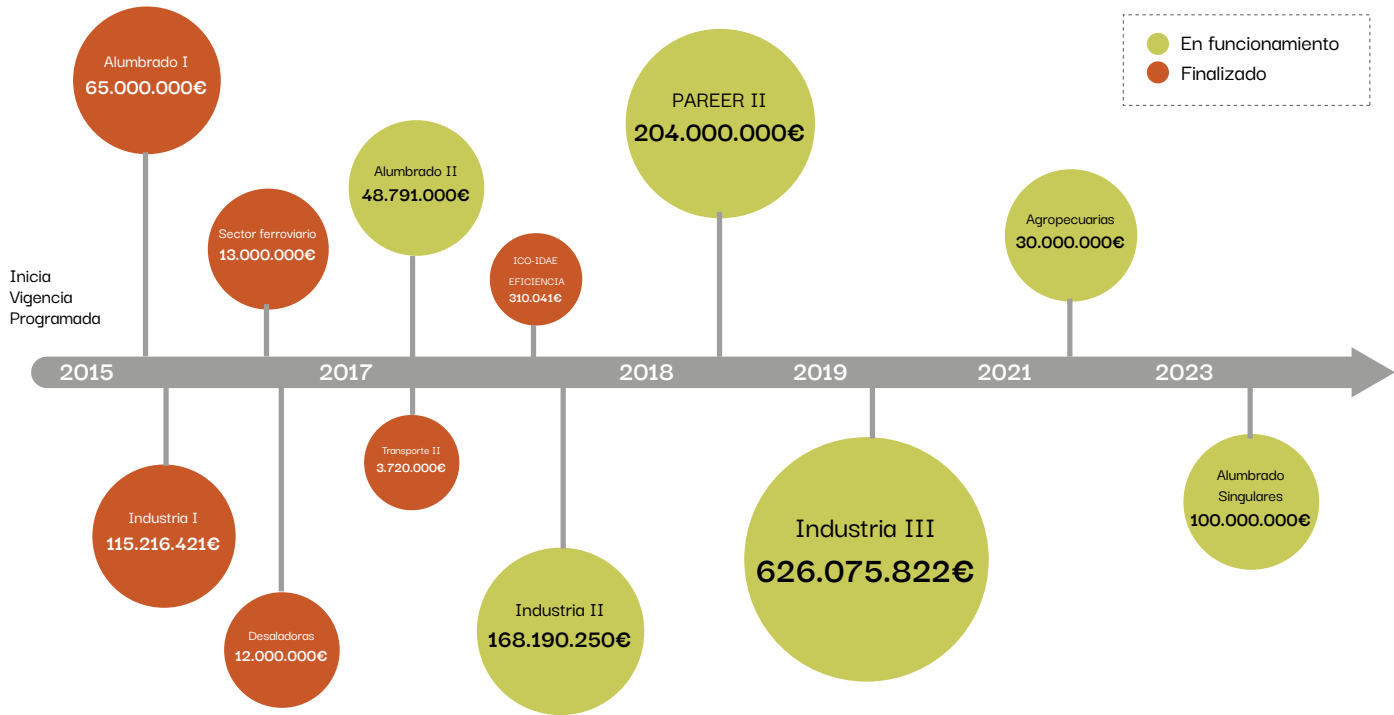 Alumbrado I
65.000.000€
PAREER II
204.000.000€
En funcionamiento
Finalizado
Alumbrado II
48.791.000€
Sector ferroviario
13.000.000€
Agropecuarias
30.000.000€
ICO-IDAE
EFICIENCIA
310.041€
Inicia
Vigencia
Programada
2015
2017
2018
2019
2021
2023
Transporte II
3.720.000€
Industria I
115.216.421€
Industria III
626.075.822€
Alumbrado
Singulares
100.000.000€
Industria II
168.190.250€
Desaladoras
12.000.000€